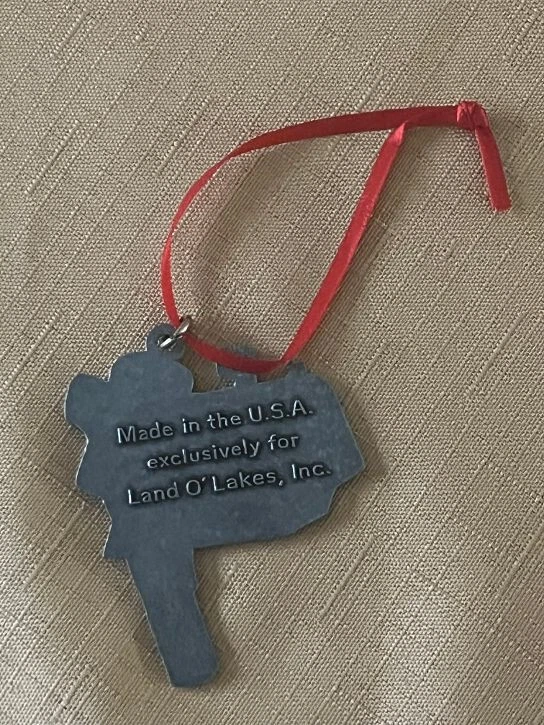 Made in the U.S.A.
exclusively for
Land O' Lakes, Inc.